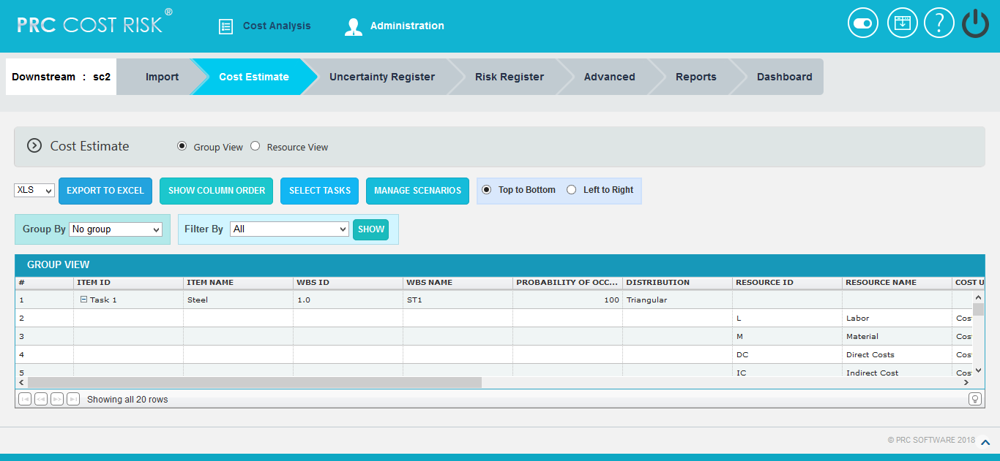 PRC COST RISK®
Cost Analysis
Administration
?
Downstream : sc2
Import
Cost Estimate
Uncertainty Register
Risk Register
Advanced
Reports
Dashboard
Cost Estimate
Group View
Resource View
XLS
EXPORT TO EXCEL
SHOW COLUMN ORDER
SELECT TASKS
MANAGE SCENARIOS
Top to Bottom
Left to Right
Group By No group
Filter By All
SHOW
GROUP VIEW
# ITEM ID ITEM NAME WBS ID WBS NAME PROBABILITY OF OCC... DISTRIBUTION RESOURCE ID RESOURCE NAME COST U
1 Task 1 Steel 1.0 ST1 100 Triangular
2 L Labor Cos
3 M Material Cos
4 DC Direct Costs Cos
5 IC Indirect Cost Cos
Showing all 20 rows
© PRC SOFTWARE 2018